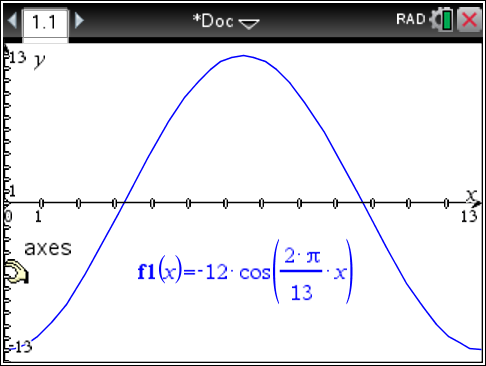 1.1 *Doc RAD
13 y
1
x
0 1 13
axes
f1(x)=-12·cos(2·π/13·x)
-13